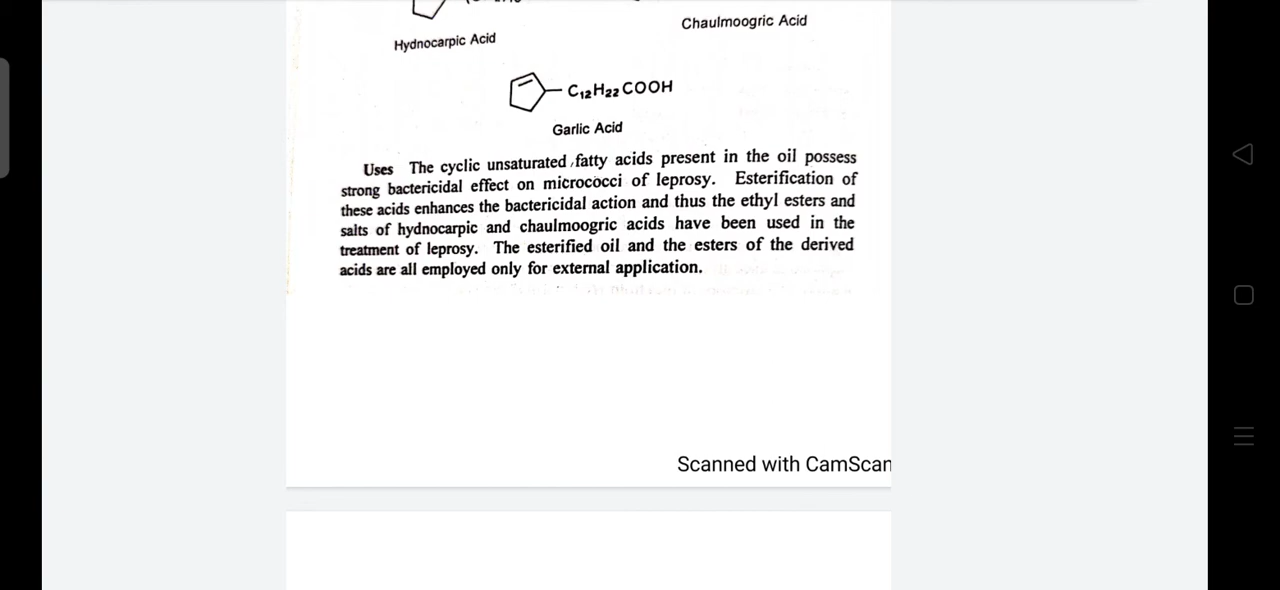 Chaulmoogric Acid
Hydnocarpic Acid
C12H22COOH
Garlic Acid
Uses The cyclic unsaturated fatty acids present in the oil possess
strong bactericidal effect on micrococci of leprosy. Esterification of
these acids enhances the bactericidal action and thus the ethyl esters and
salts of hydnocarpic and chaulmoogric acids have been used in the
treatment of leprosy. The esterified oil and the esters of the derived
acids are all employed only for external application.
Scanned with CamScan